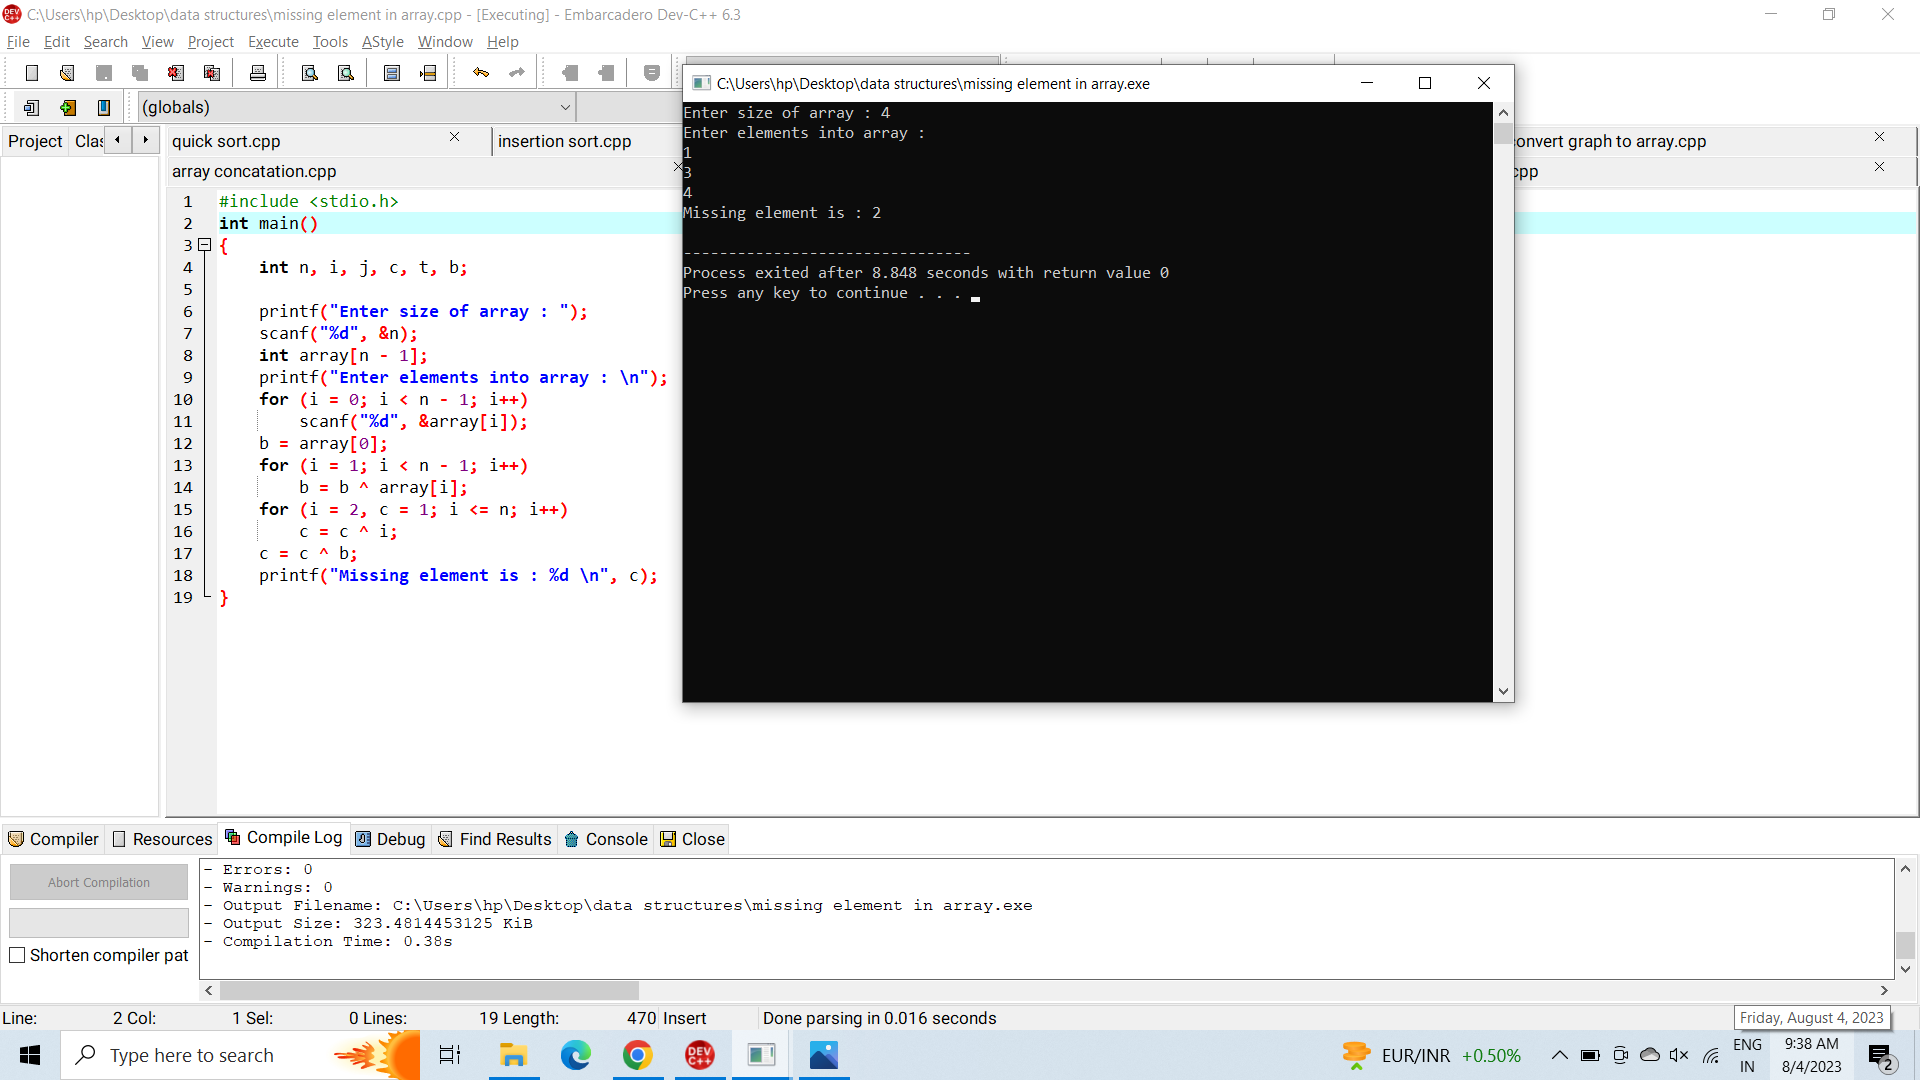 C:\Users\hp\Desktop\data structures\missing element in array.cpp - [Executing] - Embarcadero Dev-C++ 6.3
File Edit Search View Project Execute Tools AStyle Window Help
(globals)
Project Clas
quick sort.cpp
insertion sort.cpp
onvert graph to array.cpp
array concatation.cpp
cpp
1 #include <stdio.h>
2 int main()
3 {
4 int n, i, j, c, t, b;
5
6 printf("Enter size of array : ");
7 scanf("%d", &n);
8 int array[n - 1];
9 printf("Enter elements into array : \n");
10 for (i = 0; i < n - 1; i++)
11 scanf("%d", &array[i]);
12 b = array[0];
13 for (i = 1; i < n - 1; i++)
14 b = b ^ array[i];
15 for (i = 2, c = 1; i <= n; i++)
16 c = c ^ i;
17 c = c ^ b;
18 printf("Missing element is : %d \n", c);
19 }
C:\Users\hp\Desktop\data structures\missing element in array.exe
Enter size of array : 4
Enter elements into array :
1
3
4
Missing element is : 2
--------------------------------
Process exited after 8.848 seconds with return value 0
Press any key to continue . . .
Compiler Resources Compile Log Debug Find Results Console Close
Abort Compilation
Shorten compiler pat
- Errors: 0
- Warnings: 0
- Output Filename: C:\Users\hp\Desktop\data structures\missing element in array.exe
- Output Size: 323.4814453125 KiB
- Compilation Time: 0.38s
Line: 2 Col: 1 Sel: 0 Lines: 19 Length: 470 Insert Done parsing in 0.016 seconds
Friday, August 4, 2023
Type here to search
DEV C++
EUR/INR +0.50%
ENG
IN
9:38 AM
8/4/2023
2